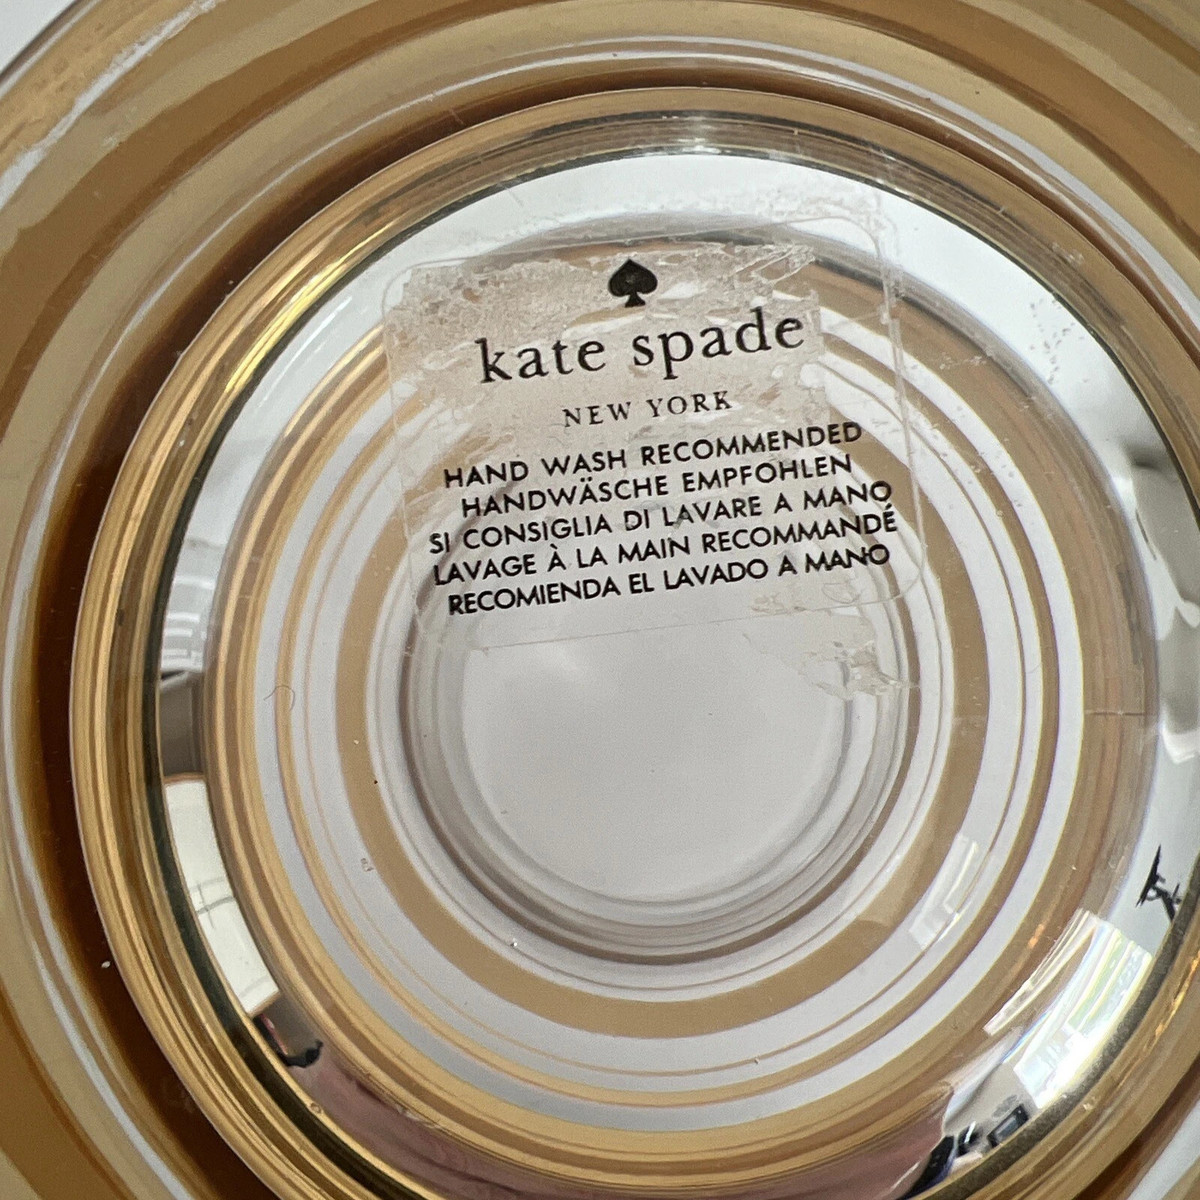 kate spade
NEW YORK
HAND WASH RECOMMENDED
HANDWÄSCHE EMPFOHLEN
SI CONSIGLIA DI LAVARE A MANO
LAVAGE À LA MAIN RECOMMANDÉ
RECOMIENDA EL LAVADO A MANO